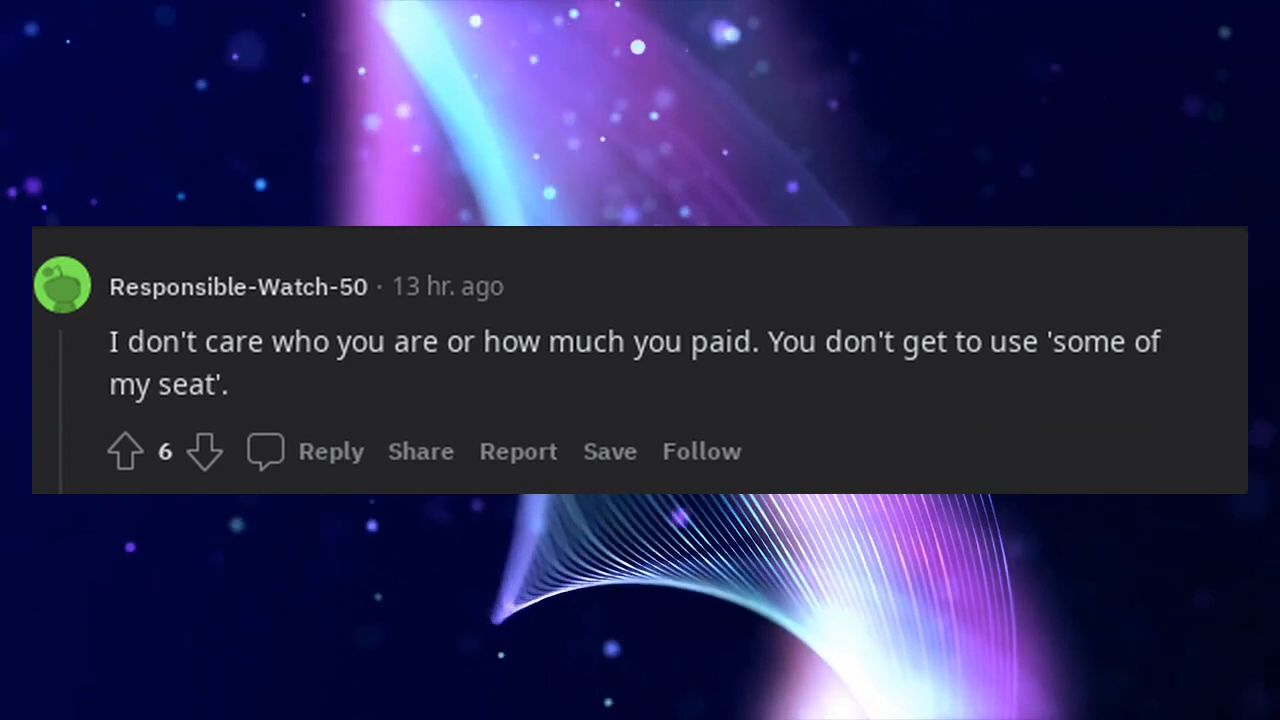 Responsible-Watch-50 · 13 hr. ago
I don't care who you are or how much you paid. You don't get to use 'some of
my seat'.
6 Reply Share Report Save Follow